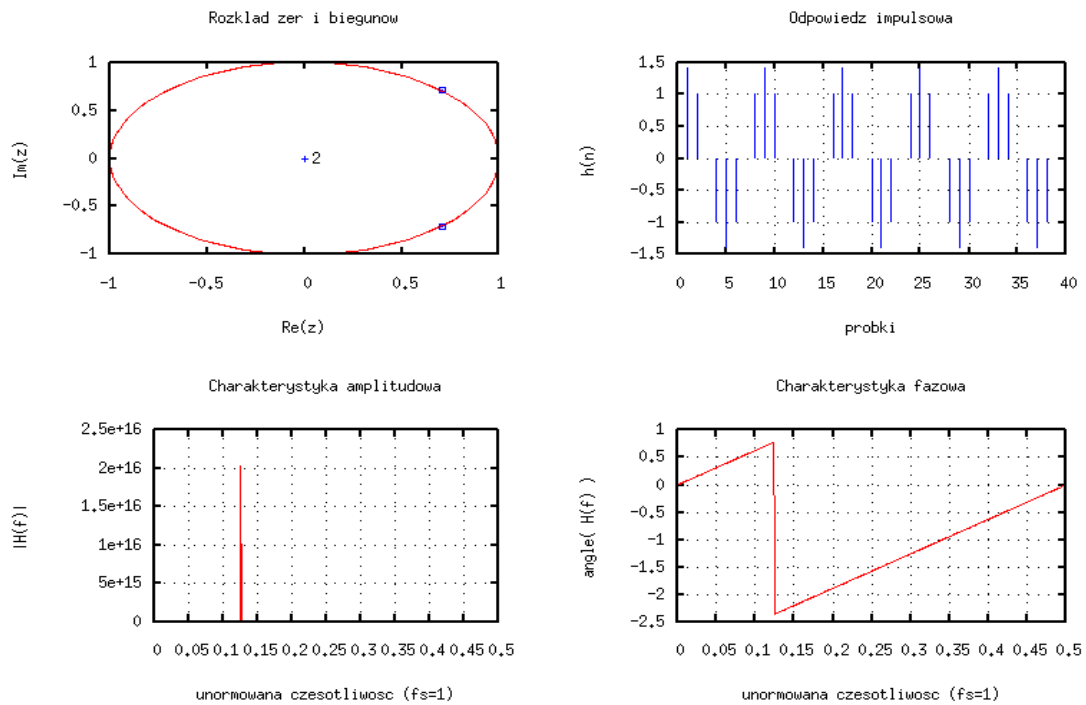 Rozklad zer i biegunow
1
0.5
0
-0.5
-1
Im(z)
2
-1 -0.5 0 0.5 1
Re(z)
Odpowiedz impulsowa
1.5
1
0.5
0
-0.5
-1
-1.5
h(n)
0 5 10 15 20 25 30 35 40
probki
Charakterystyka amplitudowa
2.5e+16
2e+16
1.5e+16
1e+16
5e+15
0
|H(f)|
0 0.05 0.1 0.15 0.2 0.25 0.3 0.35 0.4 0.45 0.5
unormowana czesotliwosc (fs=1)
Charakterystyka fazowa
1
0.5
0
-0.5
-1
-1.5
-2
-2.5
angle( H(f) )
0 0.05 0.1 0.15 0.2 0.25 0.3 0.35 0.4 0.45 0.5
unormowana czesotliwosc (fs=1)